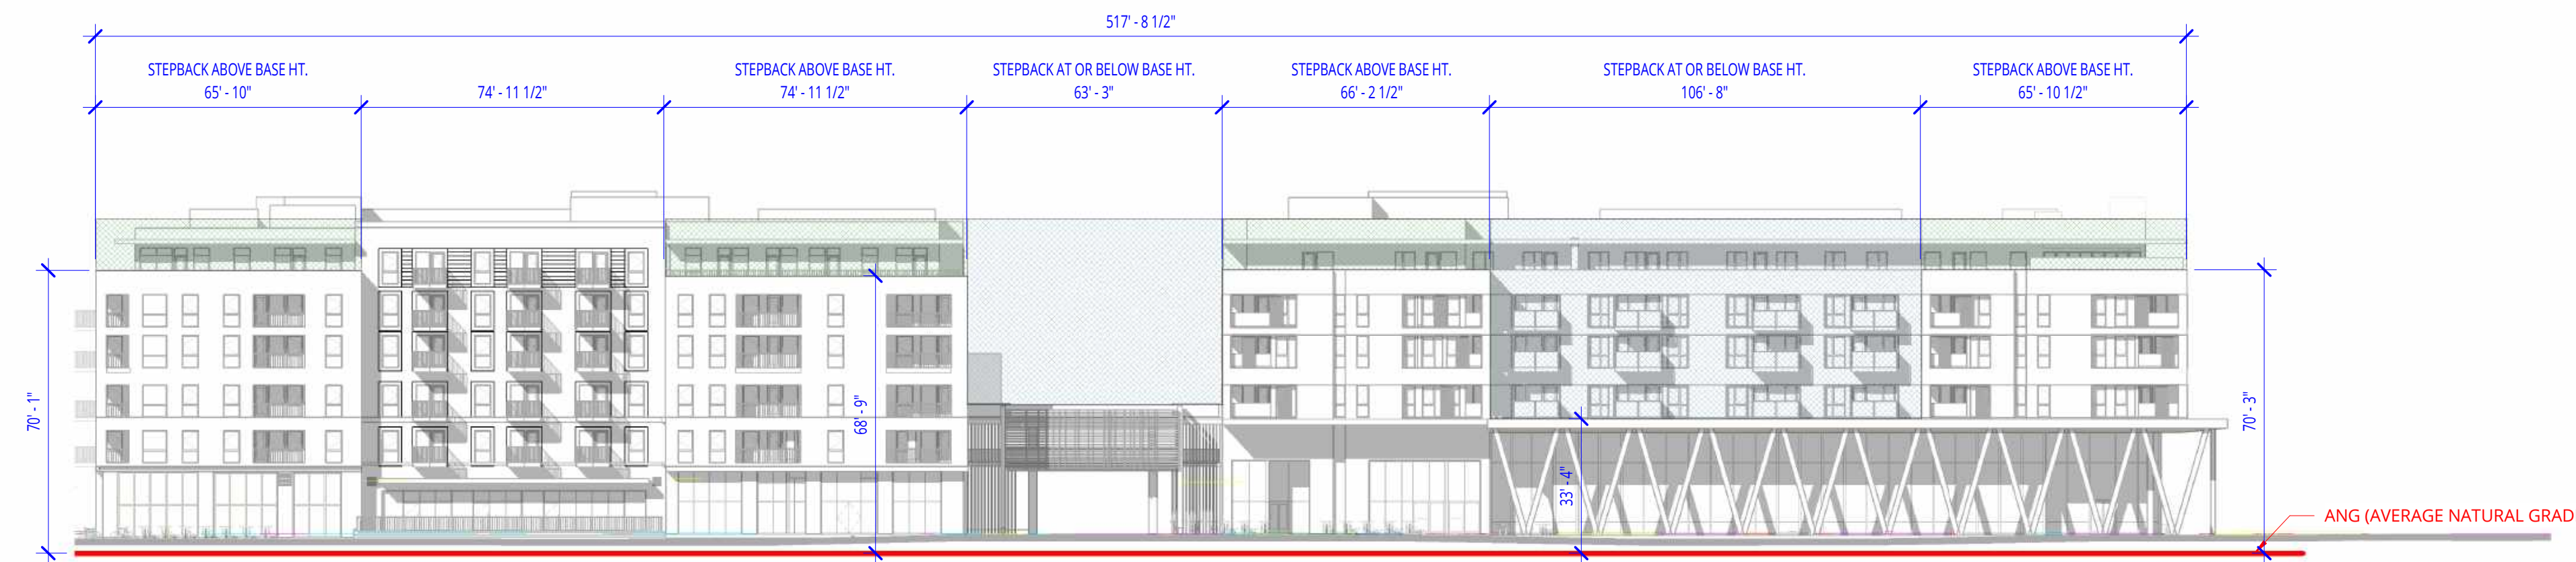 517' - 8 1/2"
STEPBACK ABOVE BASE HT.
65' - 10"
74' - 11 1/2"
STEPBACK ABOVE BASE HT.
74' - 11 1/2"
STEPBACK AT OR BELOW BASE HT.
63' - 3"
STEPBACK ABOVE BASE HT.
66' - 2 1/2"
STEPBACK AT OR BELOW BASE HT.
106' - 8"
STEPBACK ABOVE BASE HT.
65' - 10 1/2"
70' - 1"
68' - 9"
33' - 4"
70' - 3"
ANG (AVERAGE NATURAL GRAD